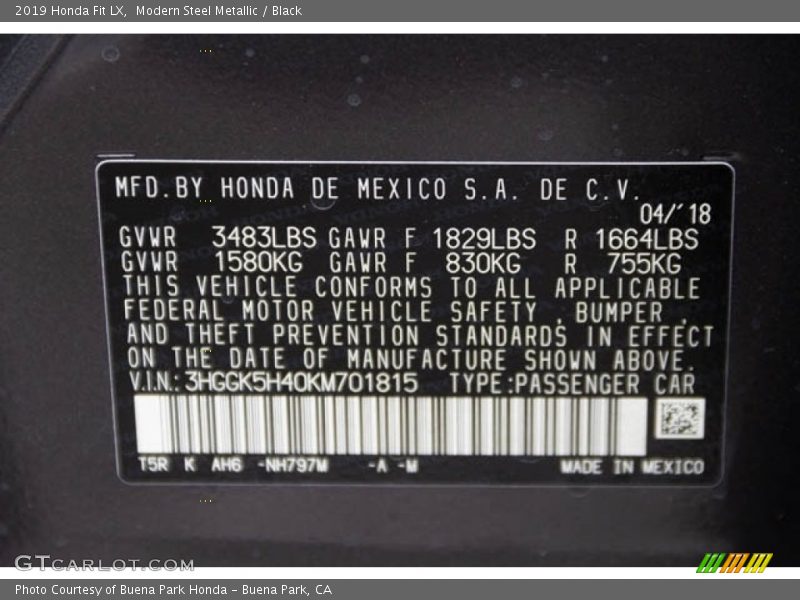 2019 Honda Fit LX,  Modern Steel Metallic / Black
MFD.BY HONDA DE MEXICO S.A. DE C.V.
04/'18
GVWR 3483LBS GAWR F 1829LBS R 1664LBS
GVWR 1580KG GAWR F 830KG R 755KG
THIS VEHICLE CONFORMS TO ALL APPLICABLE
FEDERAL MOTOR VEHICLE SAFETY , BUMPER ,
AND THEFT PREVENTION STANDARDS IN EFFECT
ON THE DATE OF MANUFACTURE SHOWN ABOVE.
V.I.N.: 3HGGK5H40KM701815 TYPE:PASSENGER CAR
T5R K AH6 -NH797M -A -M MADE IN MEXICO
GTCARLOT.COM
Photo Courtesy of Buena Park Honda – Buena Park, CA